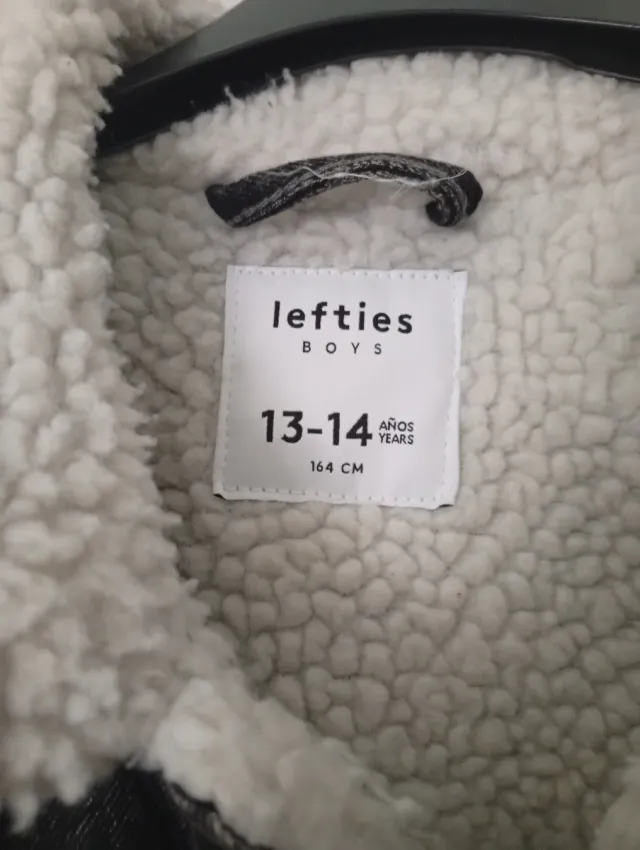 lefties
BOYS
13-14 AÑOS
YEARS
164 CM